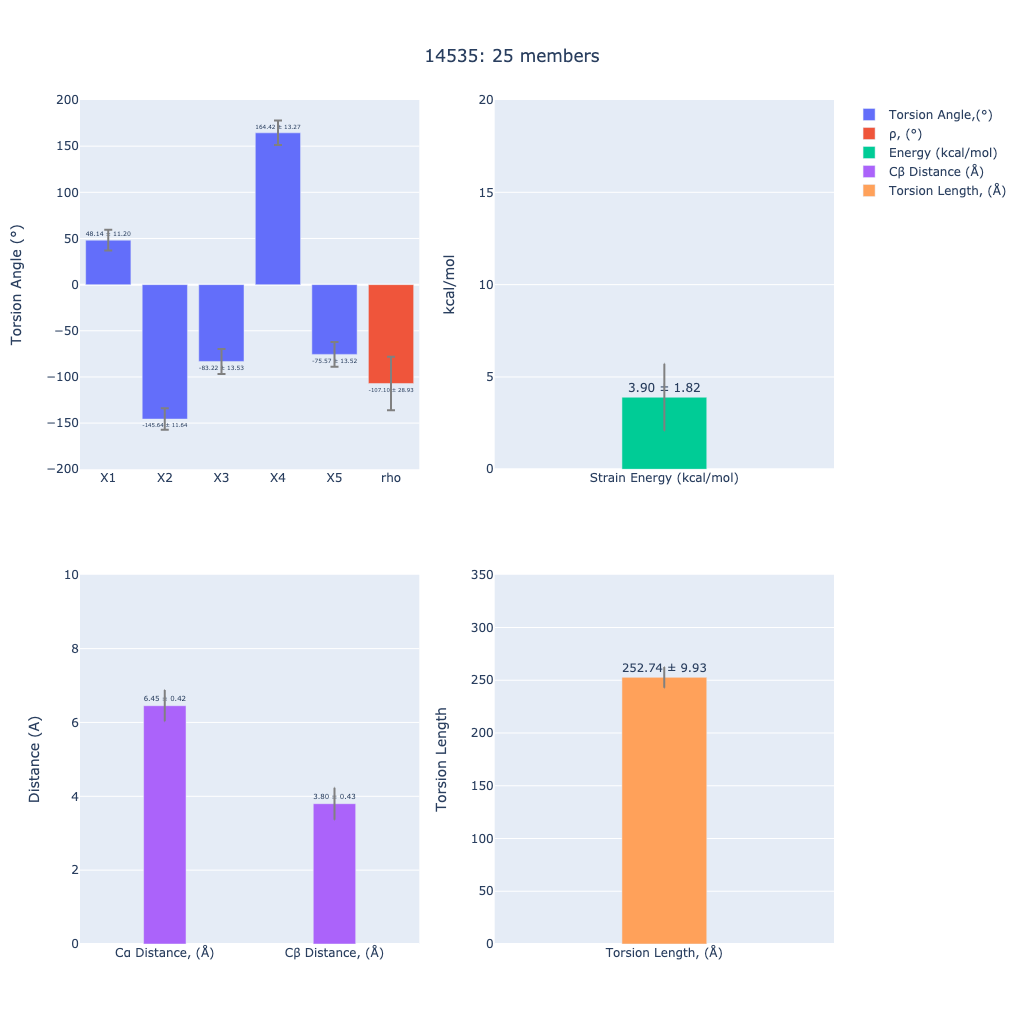 14535: 25 members
Torsion Angle (°)
200
150
100
50
0
−50
−100
−150
−200
48.14 ± 11.20
-145.64 ± 11.64
-83.22 ± 13.53
164.42 ± 13.27
-75.57 ± 13.52
-107.10 ± 28.93
X1
X2
X3
X4
X5
rho
kcal/mol
20
15
10
5
0
3.90 ± 1.82
Strain Energy (kcal/mol)
Torsion Angle,(°)
ρ, (°)
Energy (kcal/mol)
Cβ Distance (Å)
Torsion Length, (Å)
Distance (A)
10
8
6
4
2
0
6.45 ± 0.42
3.80 ± 0.43
Cα Distance, (Å)
Cβ Distance, (Å)
Torsion Length
350
300
250
200
150
100
50
0
252.74 ± 9.93
Torsion Length, (Å)